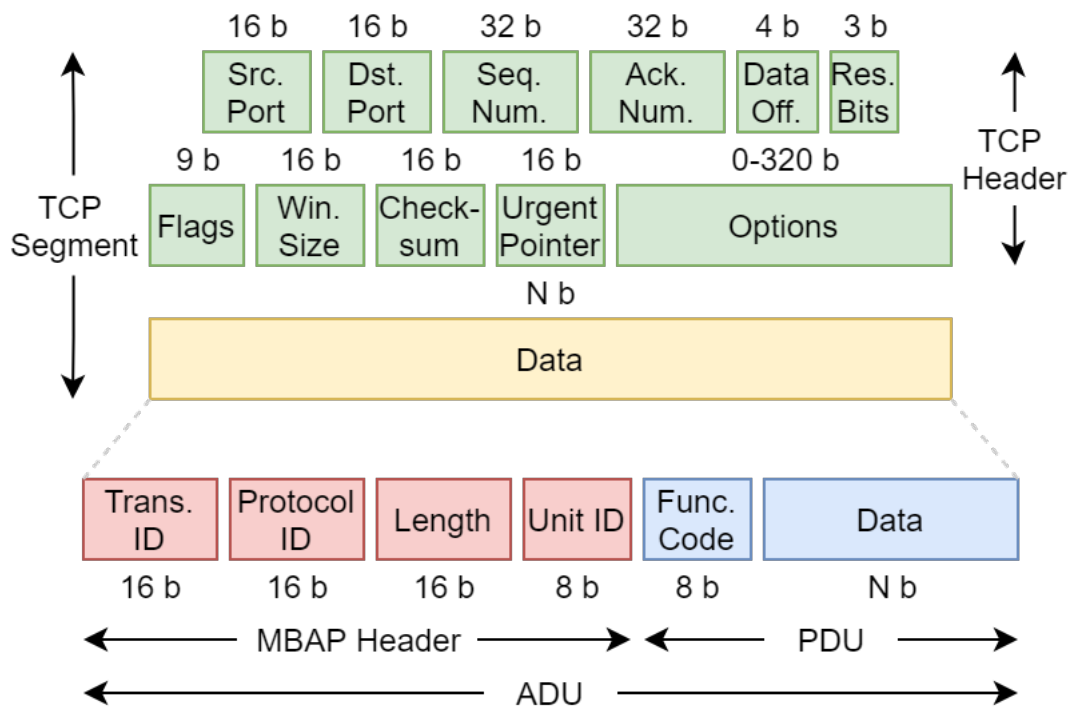 16 b 16 b 32 b 32 b 4 b 3 b
Src. Port
Dst. Port
Seq. Num.
Ack. Num.
Data Off.
Res. Bits
TCP Header
9 b 16 b 16 b 16 b 0-320 b
TCP Segment
Flags
Win. Size
Check-sum
Urgent Pointer
Options
N b
Data
Trans. ID
Protocol ID
Length
Unit ID
Func. Code
Data
16 b 16 b 16 b 8 b 8 b N b
MBAP Header
PDU
ADU